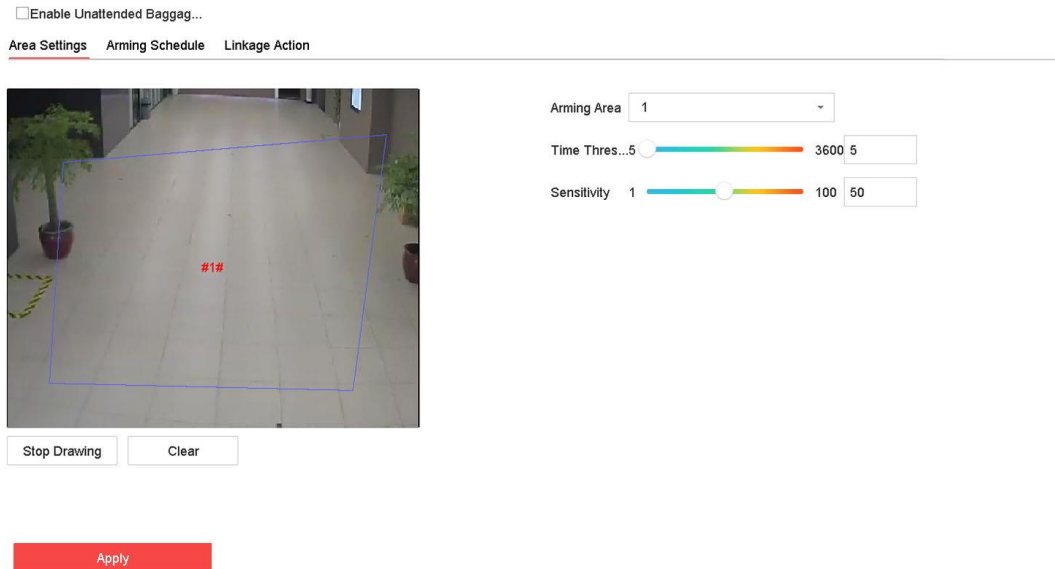 Enable Unattended Baggag...
Area Settings Arming Schedule Linkage Action
Arming Area 1
Time Thres...5 3600 5
Sensitivity 1 100 50
#1#
Stop Drawing Clear
Apply